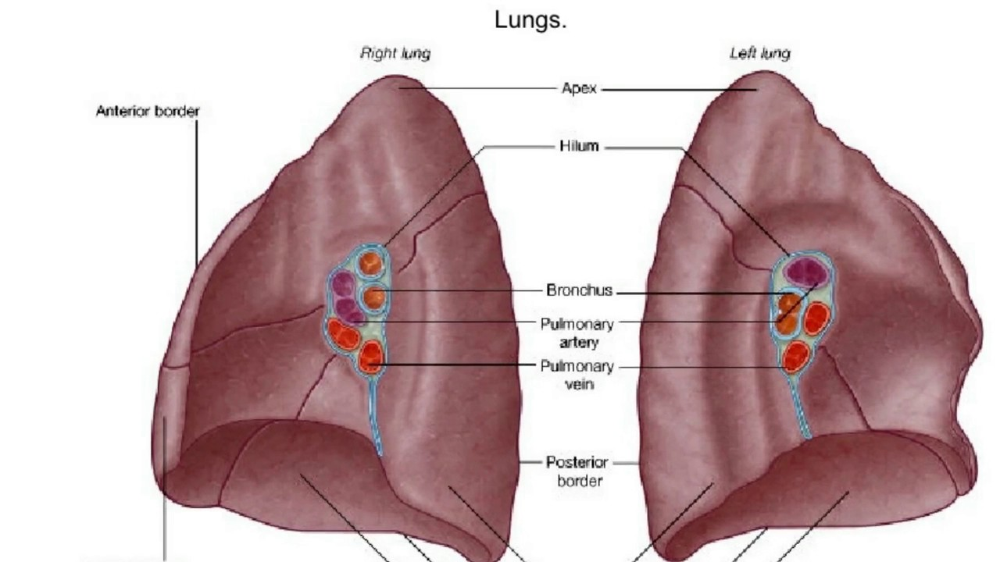 Lungs.
Right lung
Left lung
Apex
Anterior border
Hilum
Bronchus
Pulmonary
artery
Pulmonary
vein
Posterior
border